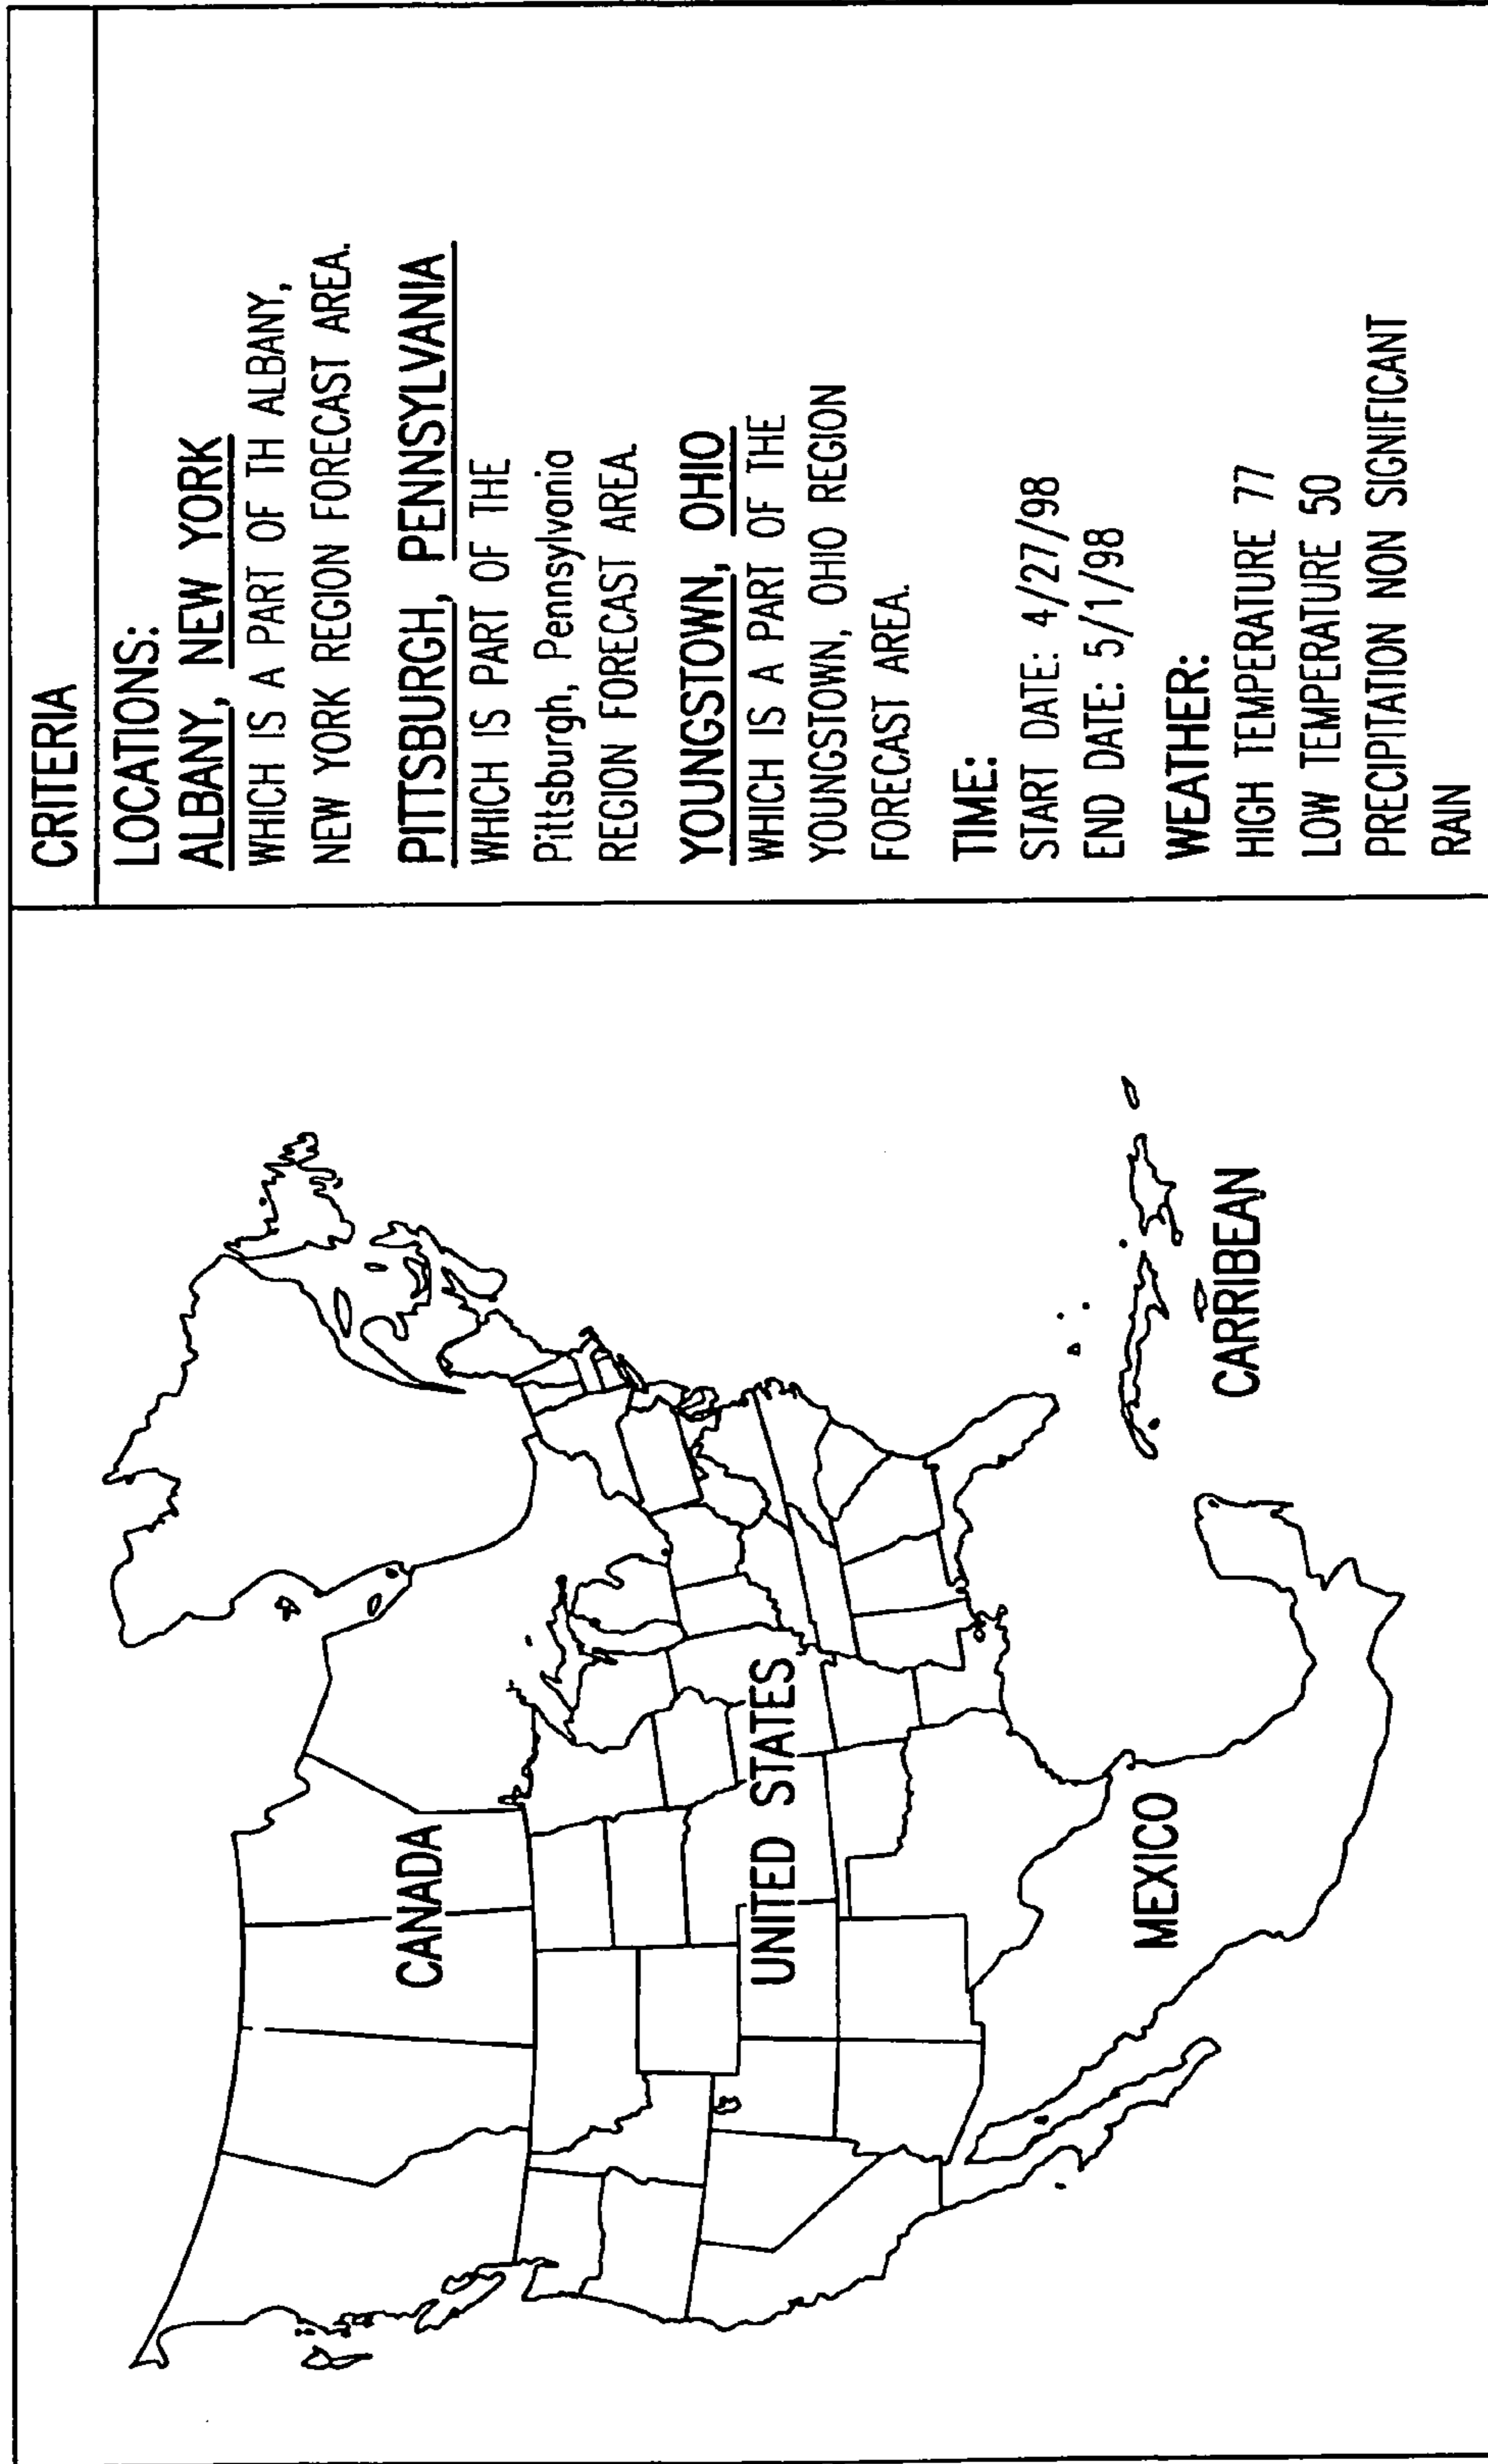 CANADA
UNITED STATES
MEXICO
CARRIBEAN
CRITERIA
LOCATIONS:
ALBANY, NEW YORK
WHICH IS A PART OF TH ALBANY,
NEW YORK REGION FORECAST AREA.
PITTSBURGH, PENNSYLVANIA
WHICH IS PART OF THE
Pittsburgh, Pennsylvania
REGION FORECAST AREA.
YOUNGSTOWN, OHIO
WHICH IS A PART OF THE
YOUNGSTOWN, OHIO REGION
FORECAST AREA.
TIME:
START DATE: 4/27/98
END DATE: 5/1/98
WEATHER:
HIGH TEMPERATURE 77
LOW TEMPERATURE 50
PRECIPITATION NON SIGNIFICANT
RAIN